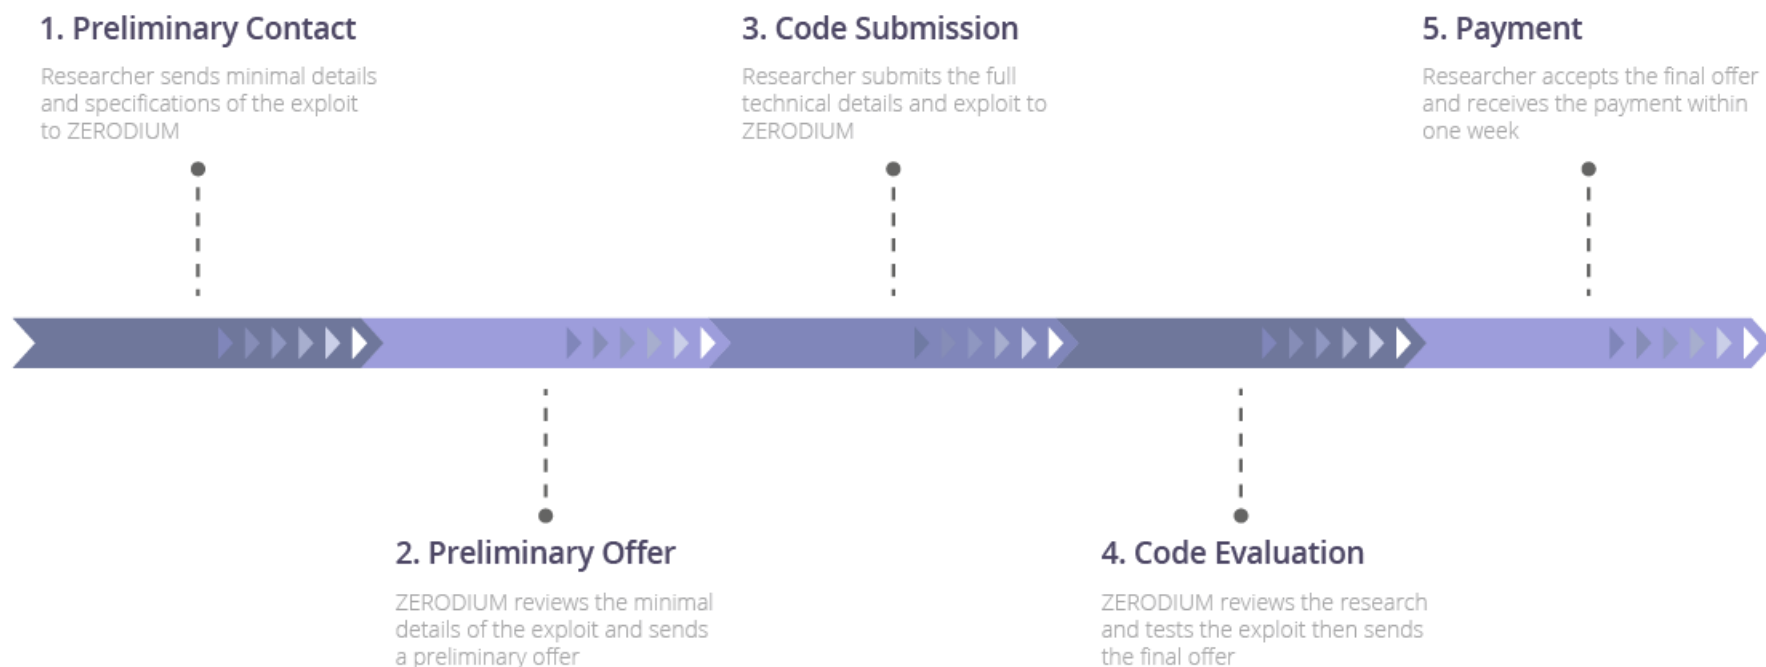 1. Preliminary Contact
Researcher sends minimal details
and specifications of the exploit
to ZERODIUM
2. Preliminary Offer
ZERODIUM reviews the minimal
details of the exploit and sends
a preliminary offer
3. Code Submission
Researcher submits the full
technical details and exploit to
ZERODIUM
4. Code Evaluation
ZERODIUM reviews the research
and tests the exploit then sends
the final offer
5. Payment
Researcher accepts the final offer
and receives the payment within
one week